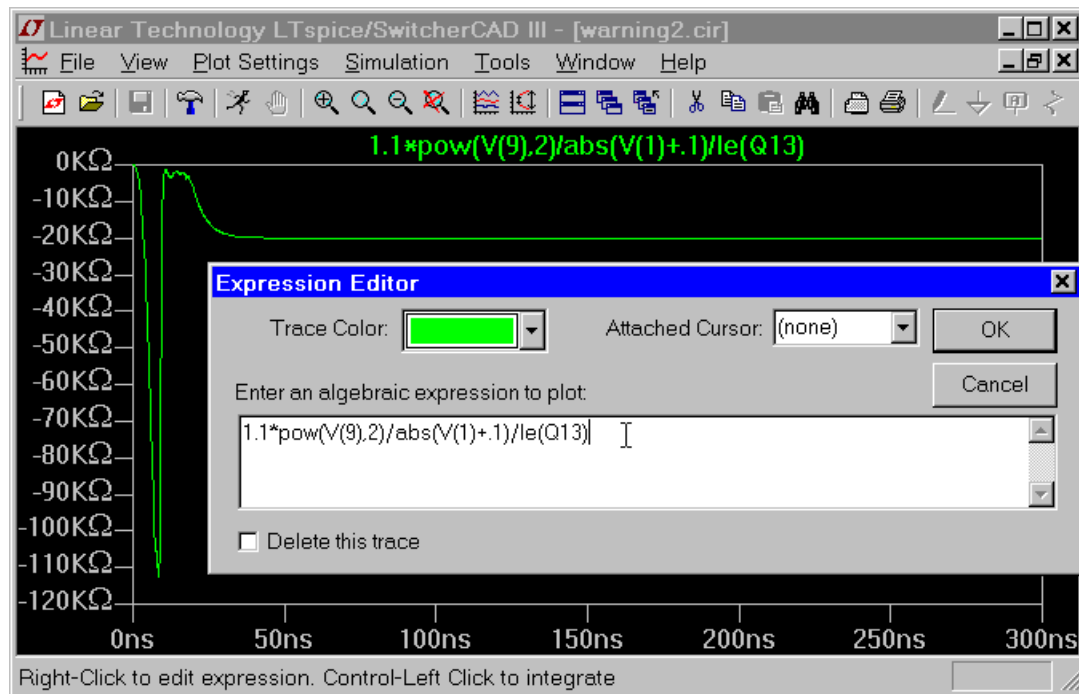 Linear Technology LTspice/SwitcherCAD III - [warning2.cir]
File View Plot Settings Simulation Tools Window Help
1.1*pow(V(9),2)/abs(V(1)+.1)/Ie(Q13)
0KΩ
-10KΩ
-20KΩ
-30KΩ
-40KΩ
-50KΩ
-60KΩ
-70KΩ
-80KΩ
-90KΩ
-100KΩ
-110KΩ
-120KΩ
Expression Editor
Trace Color:
Attached Cursor: (none)
OK
Cancel
Enter an algebraic expression to plot:
1.1*pow(V(9),2)/abs(V(1)+.1)/Ie(Q13)
Delete this trace
0ns 50ns 100ns 150ns 200ns 250ns 300ns
Right-Click to edit expression. Control-Left Click to integrate